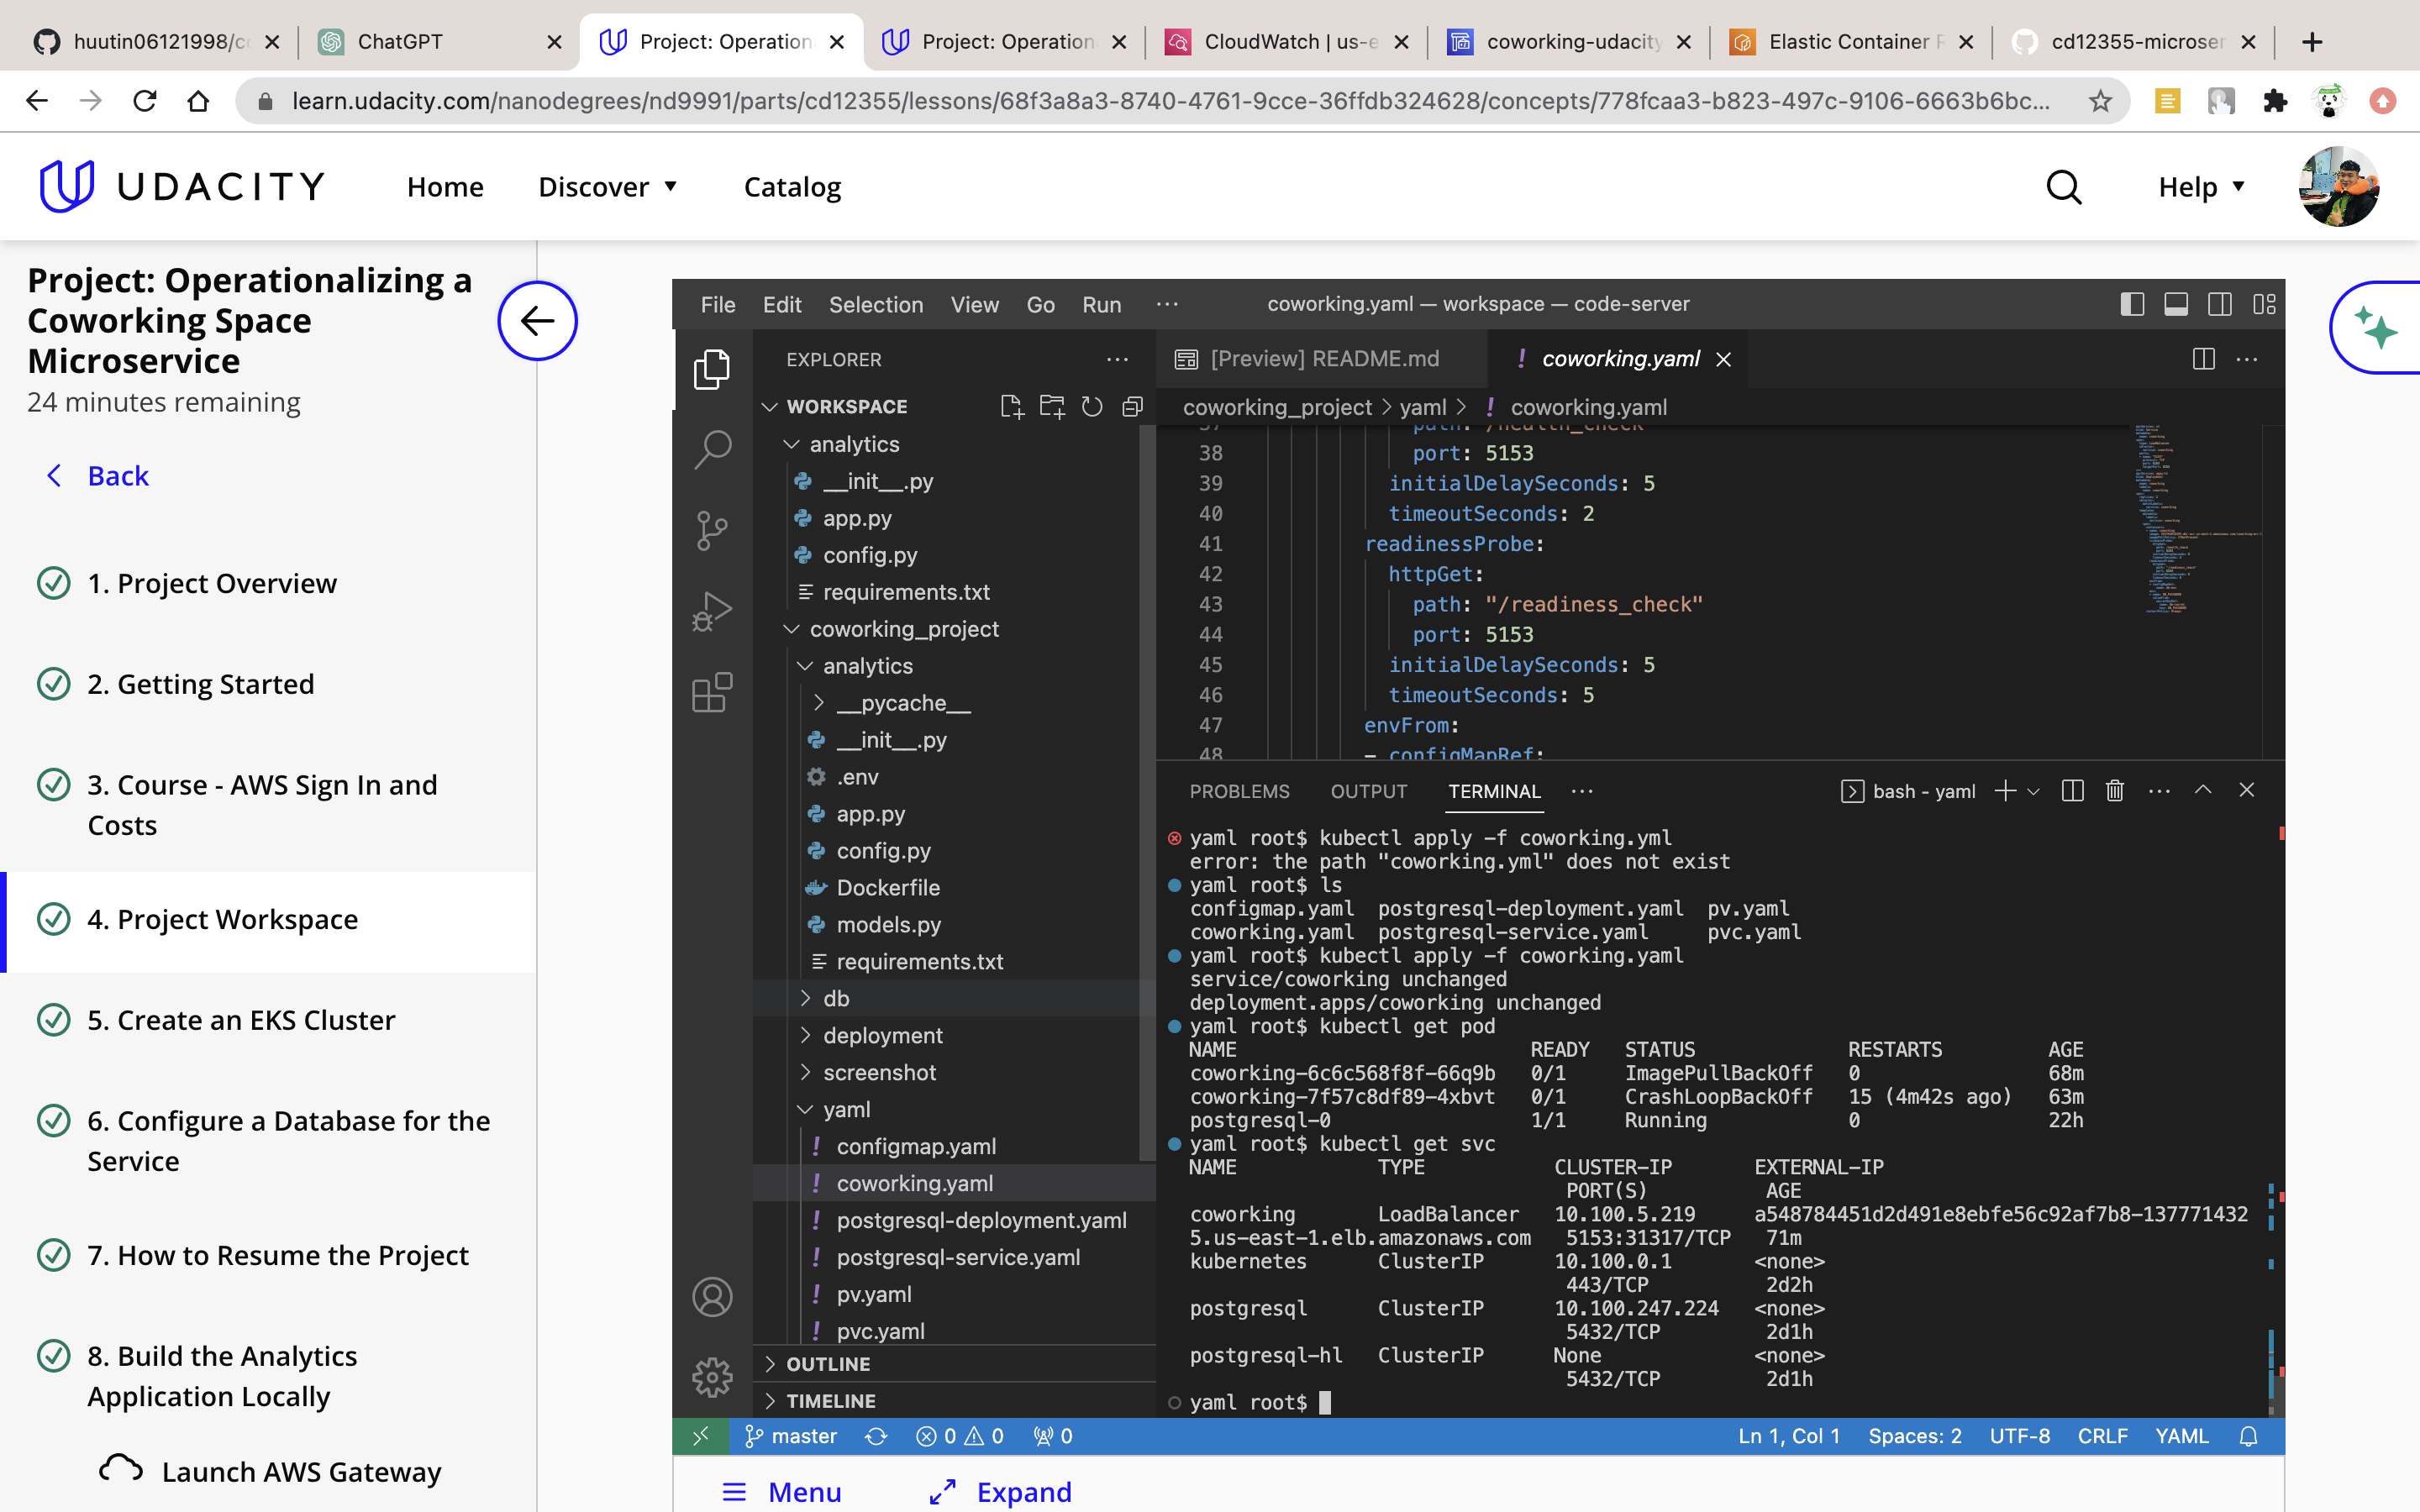 huutin06121998/co
ChatGPT
Project: Operation
Project: Operation
CloudWatch | us-e
coworking-udacity
Elastic Container R
cd12355-microser
learn.udacity.com/nanodegrees/nd9991/parts/cd12355/lessons/68f3a8a3-8740-4761-9cce-36ffdb324628/concepts/778fcaa3-b823-497c-9106-6663b6bc...
UDACITY
Home
Discover
Catalog
Help
Project: Operationalizing a
Coworking Space
Microservice
24 minutes remaining
Back
1. Project Overview
2. Getting Started
3. Course - AWS Sign In and
Costs
4. Project Workspace
5. Create an EKS Cluster
6. Configure a Database for the
Service
7. How to Resume the Project
8. Build the Analytics
Application Locally
Launch AWS Gateway
File Edit Selection View Go Run ···
coworking.yaml — workspace — code-server
EXPLORER
WORKSPACE
analytics
__init__.py
app.py
config.py
requirements.txt
coworking_project
analytics
__pycache__
__init__.py
.env
app.py
config.py
Dockerfile
models.py
requirements.txt
db
deployment
screenshot
yaml
configmap.yaml
coworking.yaml
postgresql-deployment.yaml
postgresql-service.yaml
pv.yaml
pvc.yaml
OUTLINE
TIMELINE
[Preview] README.md
! coworking.yaml
coworking_project > yaml > ! coworking.yaml
37 path: /health_check
38 port: 5153
39 initialDelaySeconds: 5
40 timeoutSeconds: 2
41 readinessProbe:
42 httpGet:
43 path: "/readiness_check"
44 port: 5153
45 initialDelaySeconds: 5
46 timeoutSeconds: 5
47 envFrom:
48 - configMapRef:
PROBLEMS OUTPUT TERMINAL ···
bash - yaml
yaml root$ kubectl apply -f coworking.yml
error: the path "coworking.yml" does not exist
yaml root$ ls
configmap.yaml postgresql-deployment.yaml pv.yaml
coworking.yaml postgresql-service.yaml pvc.yaml
yaml root$ kubectl apply -f coworking.yaml
service/coworking unchanged
deployment.apps/coworking unchanged
yaml root$ kubectl get pod
NAME READY STATUS RESTARTS AGE
coworking-6c6c568f8f-66q9b 0/1 ImagePullBackOff 0 68m
coworking-7f57c8df89-4xbvt 0/1 CrashLoopBackOff 15 (4m42s ago) 63m
postgresql-0 1/1 Running 0 22h
yaml root$ kubectl get svc
NAME TYPE CLUSTER-IP EXTERNAL-IP
PORT(S) AGE
coworking LoadBalancer 10.100.5.219 a548784451d2d491e8ebfe56c92af7b8-137771432
5.us-east-1.elb.amazonaws.com 5153:31317/TCP 71m
kubernetes ClusterIP 10.100.0.1 <none>
443/TCP 2d2h
postgresql ClusterIP 10.100.247.224 <none>
5432/TCP 2d1h
postgresql-hl ClusterIP None <none>
5432/TCP 2d1h
yaml root$
master
0 0
0
Ln 1, Col 1 Spaces: 2 UTF-8 CRLF YAML
Menu
Expand